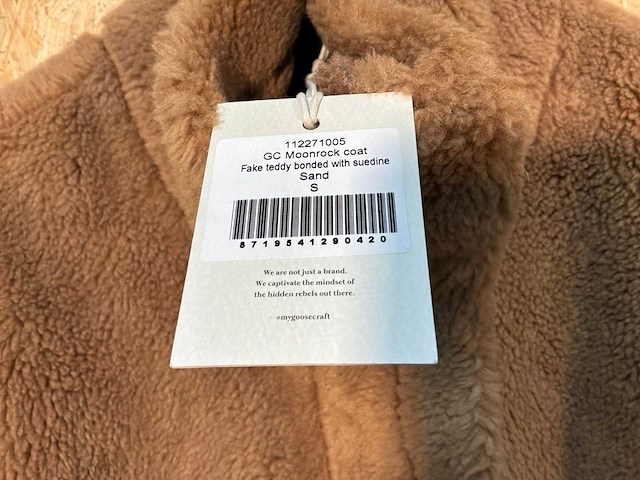 112271005
GC Moonrock coat
Fake teddy bonded with suedine
Sand
S
8719541290420
We are not just a brand.
We captivate the mindset of
the hidden rebels out there.
#mygoosecraft